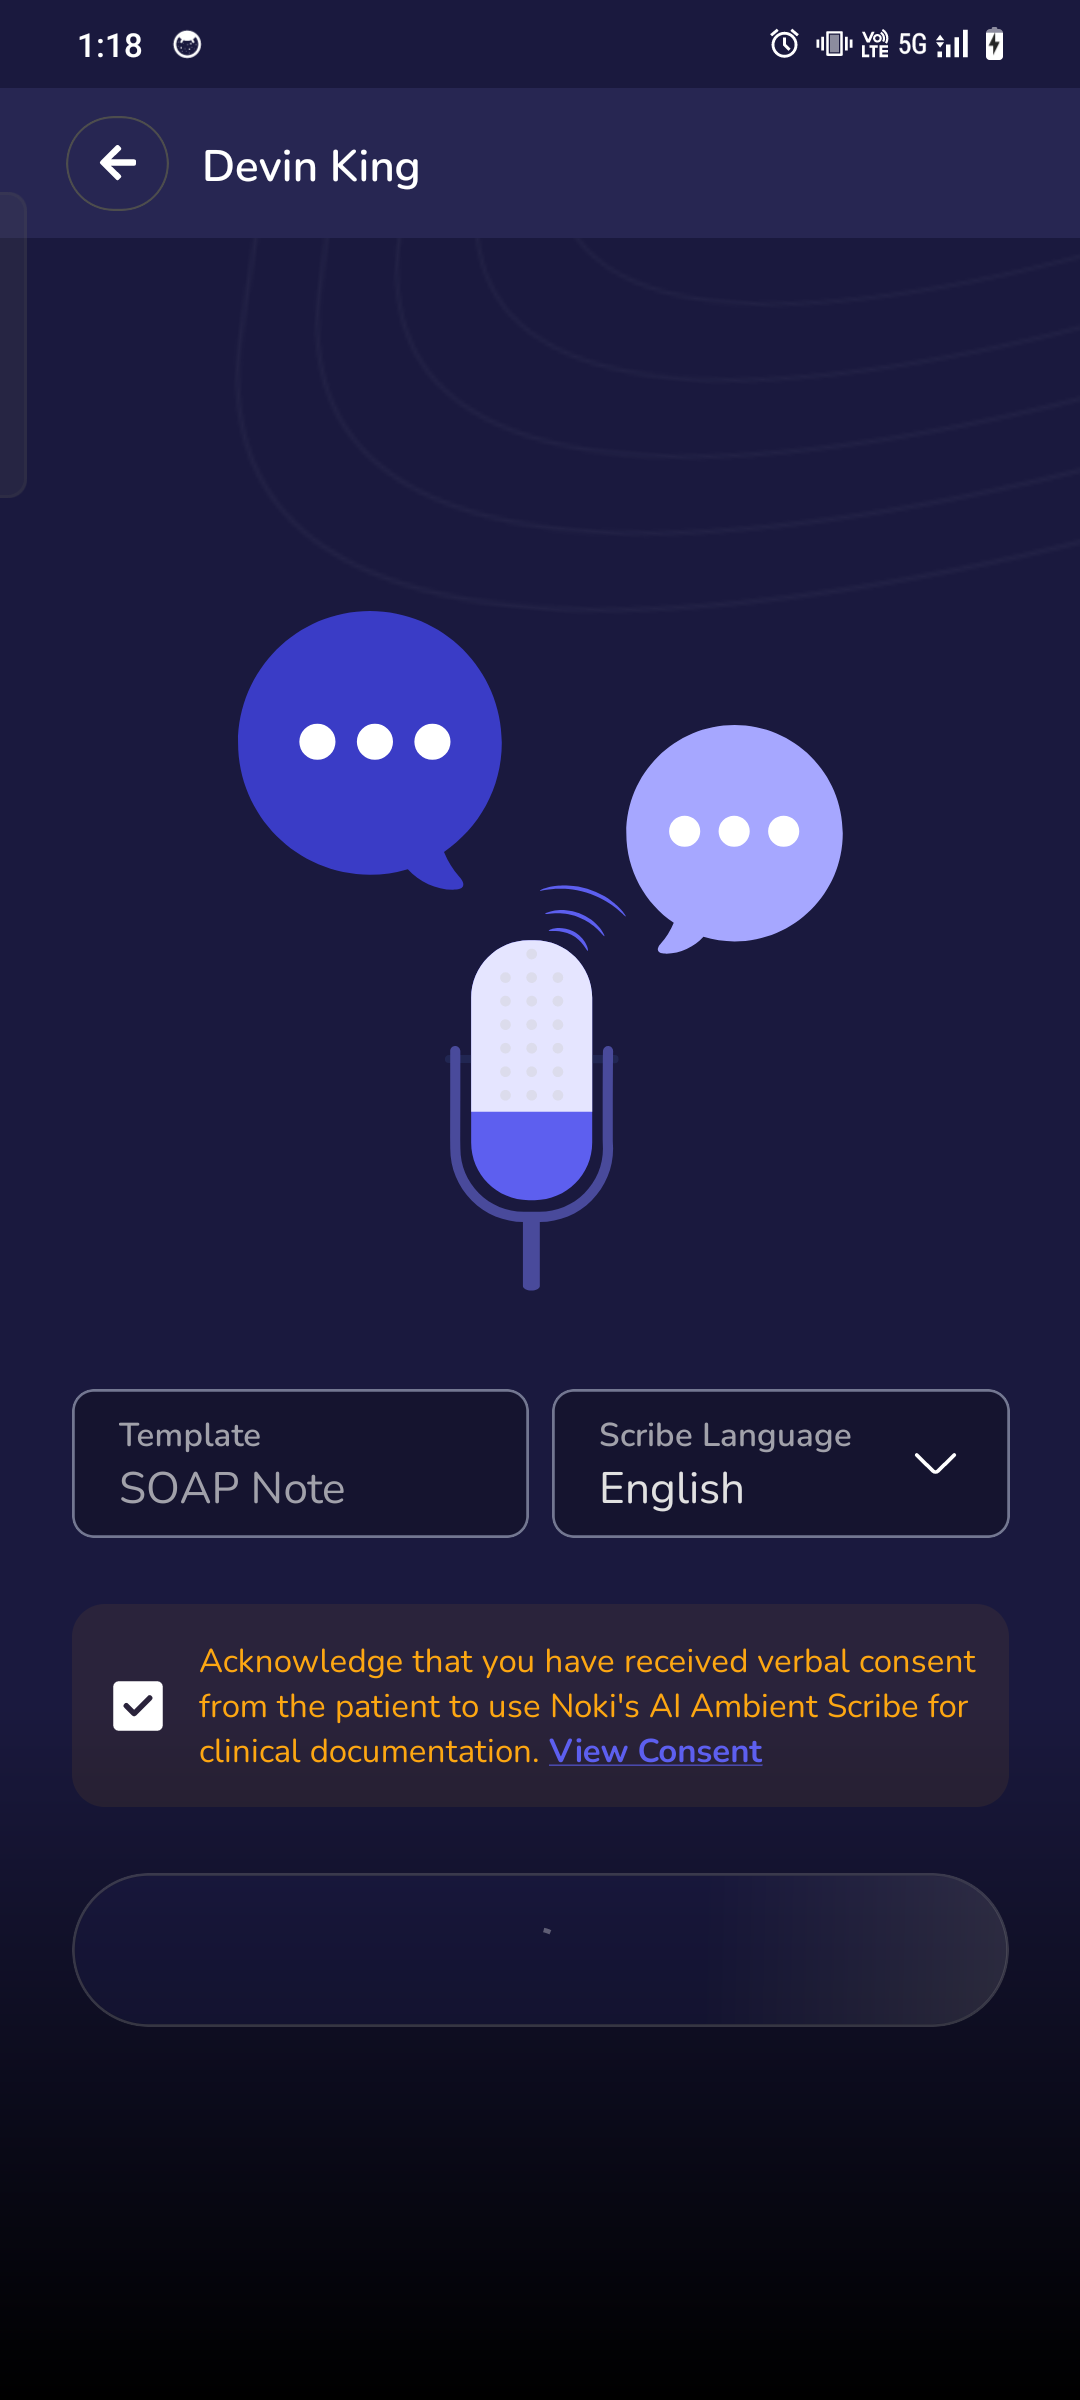 1:18
Vo) LTE 5G
Devin King
Template
SOAP Note
Scribe Language
English
Acknowledge that you have received verbal consent
from the patient to use Noki's AI Ambient Scribe for
clinical documentation. View Consent